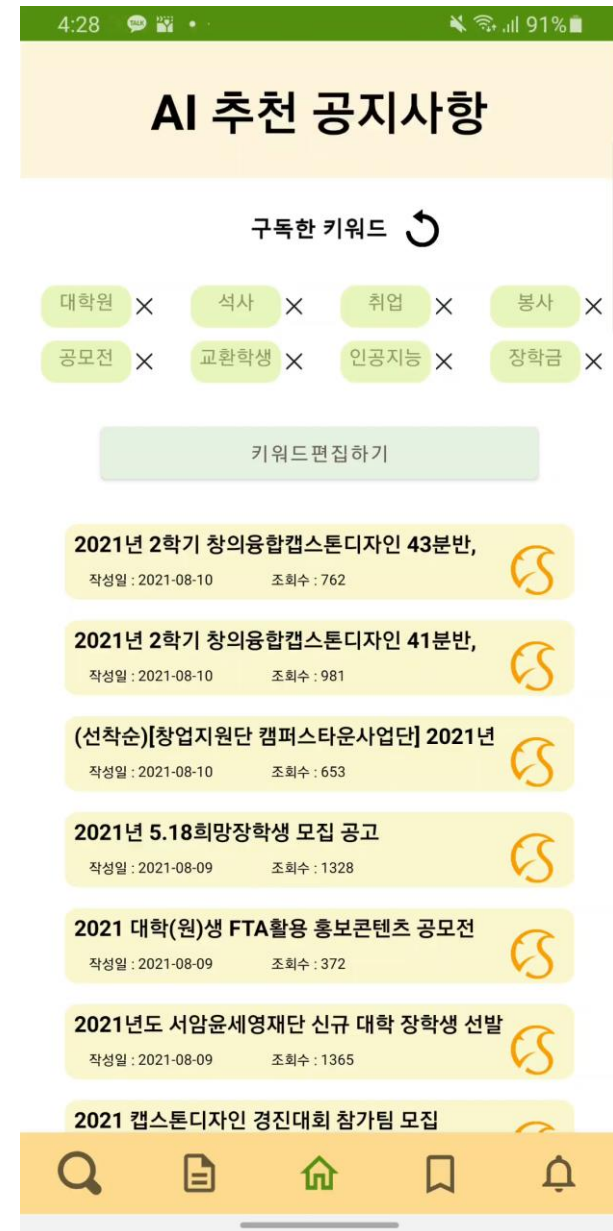 4:28 91%
AI 추천 공지사항
구독한 키워드
대학원 석사 취업 봉사
공모전 교환학생 인공지능 장학금
키워드편집하기
2021년 2학기 창의융합캡스톤디자인 43분반,
작성일 : 2021-08-10 조회수 : 762
2021년 2학기 창의융합캡스톤디자인 41분반,
작성일 : 2021-08-10 조회수 : 981
(선착순)[창업지원단 캠퍼스타운사업단] 2021년
작성일 : 2021-08-10 조회수 : 653
2021년 5.18희망장학생 모집 공고
작성일 : 2021-08-09 조회수 : 1328
2021 대학(원)생 FTA활용 홍보콘텐츠 공모전
작성일 : 2021-08-09 조회수 : 372
2021년도 서암윤세영재단 신규 대학 장학생 선발
작성일 : 2021-08-09 조회수 : 1365
2021 캡스톤디자인 경진대회 참가팀 모집